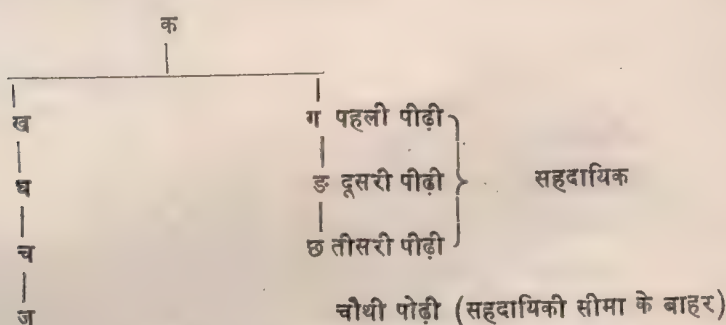 क
ख ग पहली पीढ़ी
घ ङ दूसरी पीढ़ी सहदायिक
च छ तीसरी पीढ़ी
ज चौथी पोढ़ी (सहदायिकी सीमा के बाहर)